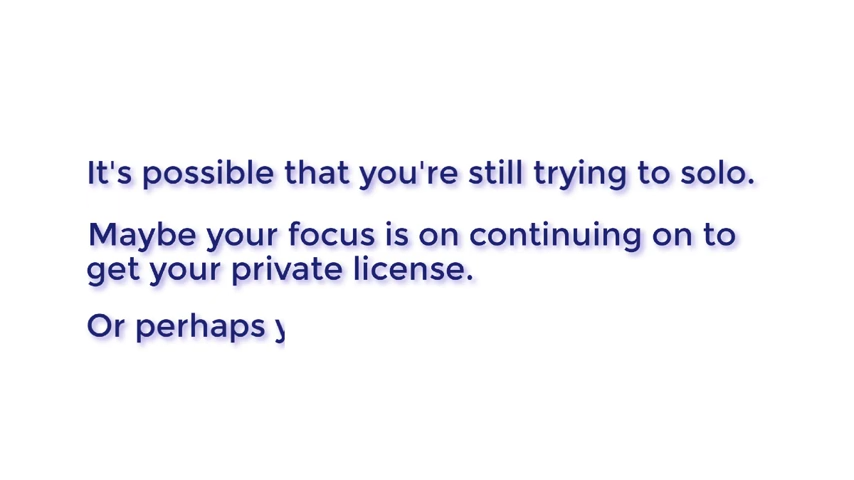 It's possible that you're still trying to solo.
Maybe your focus is on continuing on to
get your private license.
Or perhaps